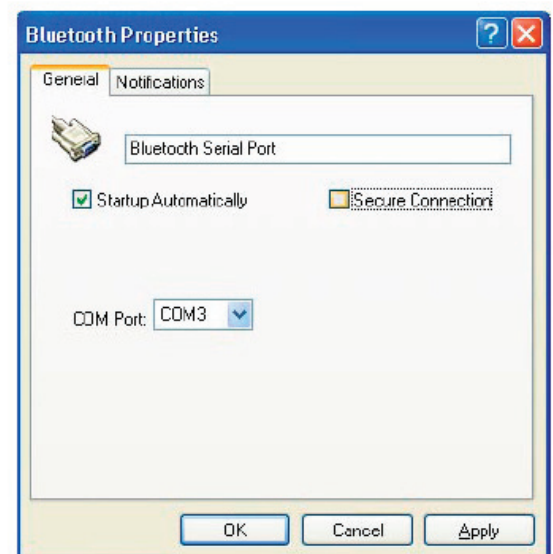 Bluetooth Properties
?
General Notifications
Bluetooth Serial Port
Startup Automatically Secure Connection
COM Port: COM3
OK Cancel Apply